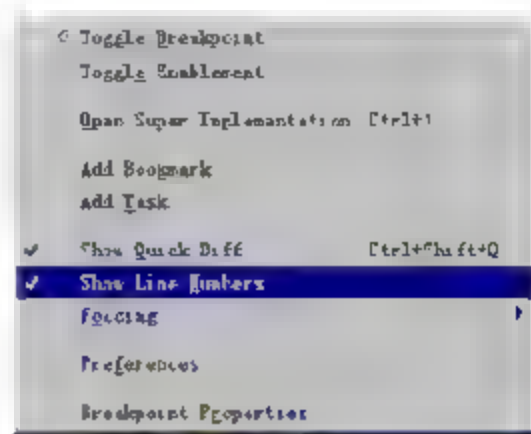 Toggle Breakpoint
Toggle Enablement
Open Super Implementation Ctrl+1
Add Bookmark
Add Task
Show Quick Diff Ctrl+Shift+Q
Show Line Numbers
Folding
Preferences
Breakpoint Properties